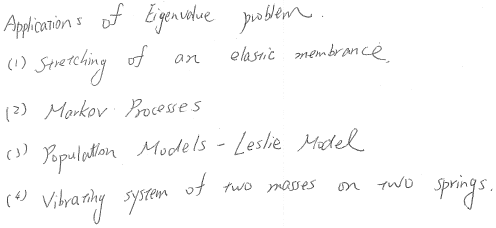 Applications of Eigenvalue problem.
(1) Stretching of an elastic membrance.
(2) Markov Processes
(3) Population Models - Leslie Model
(4) Vibrating system of two masses on two springs.